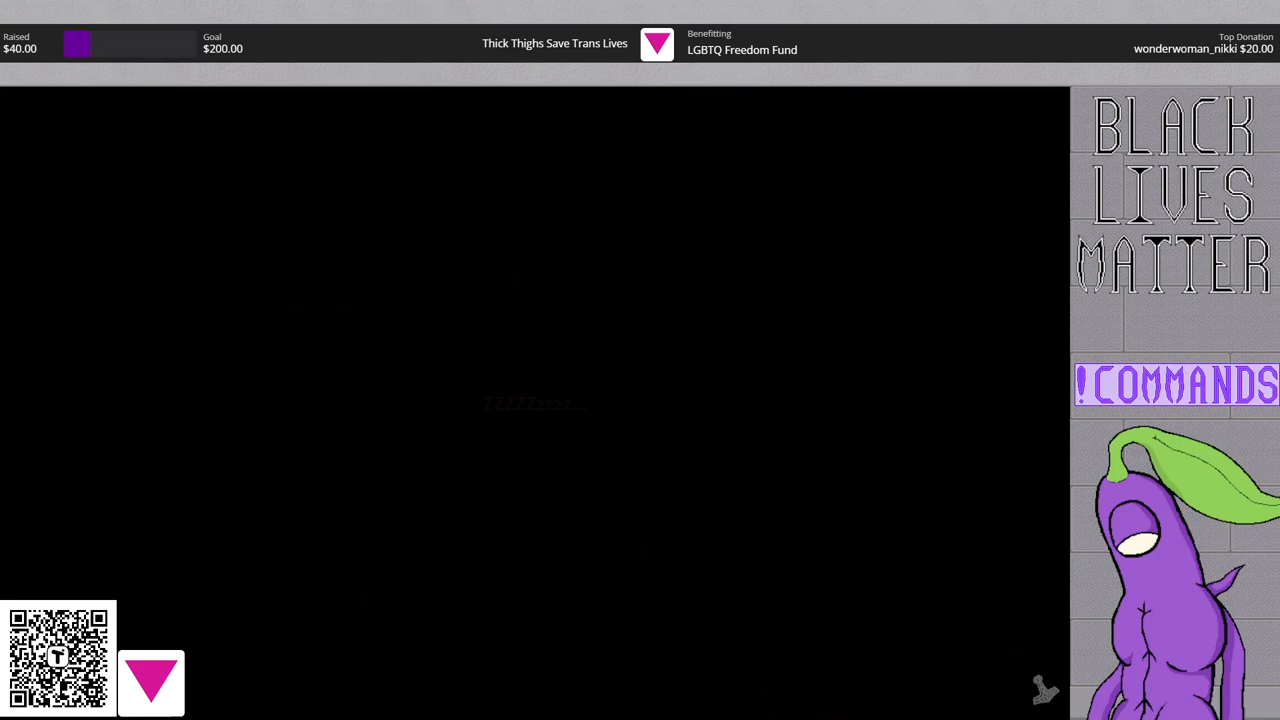 Raised
$40.00
Goal
$200.00
Thick Thighs Save Trans Lives
Benefitting
LGBTQ Freedom Fund
Top Donation
wonderwoman_nikki $20.00
BLACK
LIVES
MATTER
!COMMANDS
ZZZZZzzzz...
T